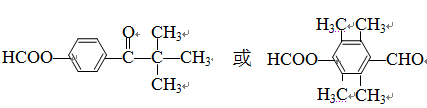 O CH₃ H₃C CH₃
HCOO C C CH₃ 或 HCOO CHO
CH₃ H₃C CH₃